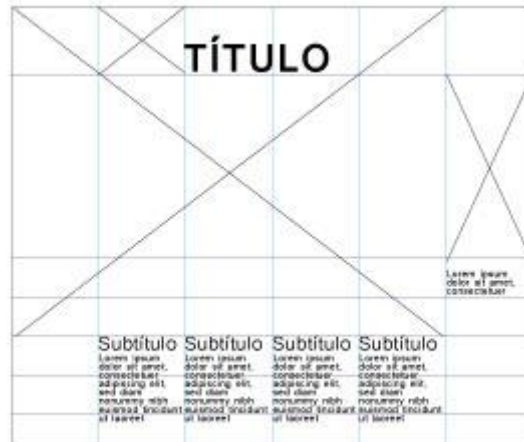 TÍTULO
Lorem ipsum
dolor sit amet,
consectetuer
Subtítulo
Lorem ipsum
dolor sit amet,
consectetuer
adipiscing elit,
sed diam
nonummy nibh
euismod tincidunt
ut laoreet
Subtítulo
Lorem ipsum
dolor sit amet,
consectetuer
adipiscing elit,
sed diam
nonummy nibh
euismod tincidunt
ut laoreet
Subtítulo
Lorem ipsum
dolor sit amet,
consectetuer
adipiscing elit,
sed diam
nonummy nibh
euismod tincidunt
ut laoreet
Subtítulo
Lorem ipsum
dolor sit amet,
consectetuer
adipiscing elit,
sed diam
nonummy nibh
euismod tincidunt
ut laoreet